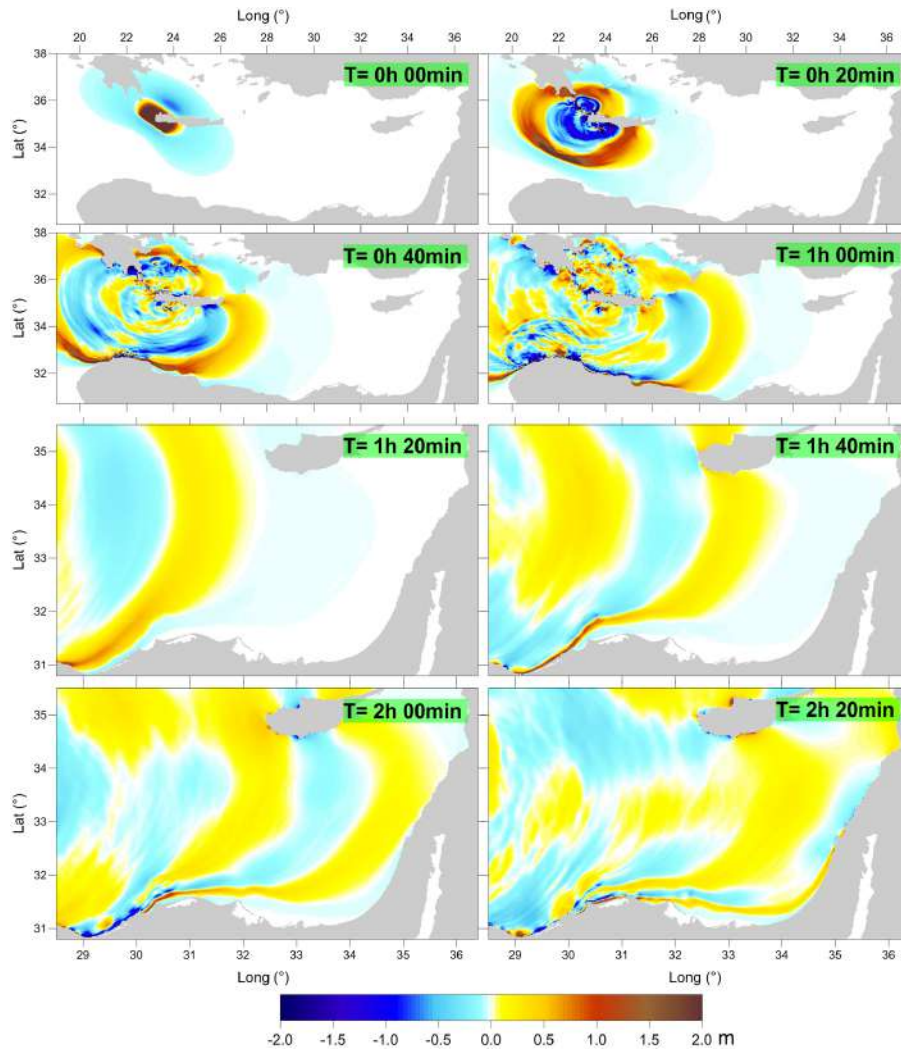 Long (°) Long (°)
20 22 24 26 28 30 32 34 36 20 22 24 26 28 30 32 34 36
38
T= 0h 00min
T= 0h 20min
Lat (°)
36
34
32
38
T= 0h 40min
T= 1h 00min
Lat (°)
36
34
32
35
T= 1h 20min
T= 1h 40min
Lat (°)
34
33
32
31
35
T= 2h 00min
T= 2h 20min
Lat (°)
34
33
32
31
29 30 31 32 33 34 35 36 29 30 31 32 33 34 35 36
Long (°) Long (°)
-2.0 -1.5 -1.0 -0.5 0.0 0.5 1.0 1.5 2.0 m